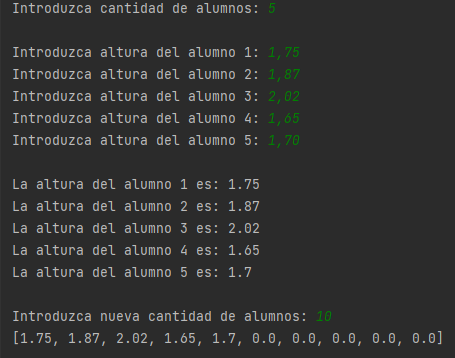 Introduzca cantidad de alumnos: 5
Introduzca altura del alumno 1: 1,75
Introduzca altura del alumno 2: 1,87
Introduzca altura del alumno 3: 2,02
Introduzca altura del alumno 4: 1,65
Introduzca altura del alumno 5: 1,70
La altura del alumno 1 es: 1.75
La altura del alumno 2 es: 1.87
La altura del alumno 3 es: 2.02
La altura del alumno 4 es: 1.65
La altura del alumno 5 es: 1.7
Introduzca nueva cantidad de alumnos: 10
[1.75, 1.87, 2.02, 1.65, 1.7, 0.0, 0.0, 0.0, 0.0, 0.0]